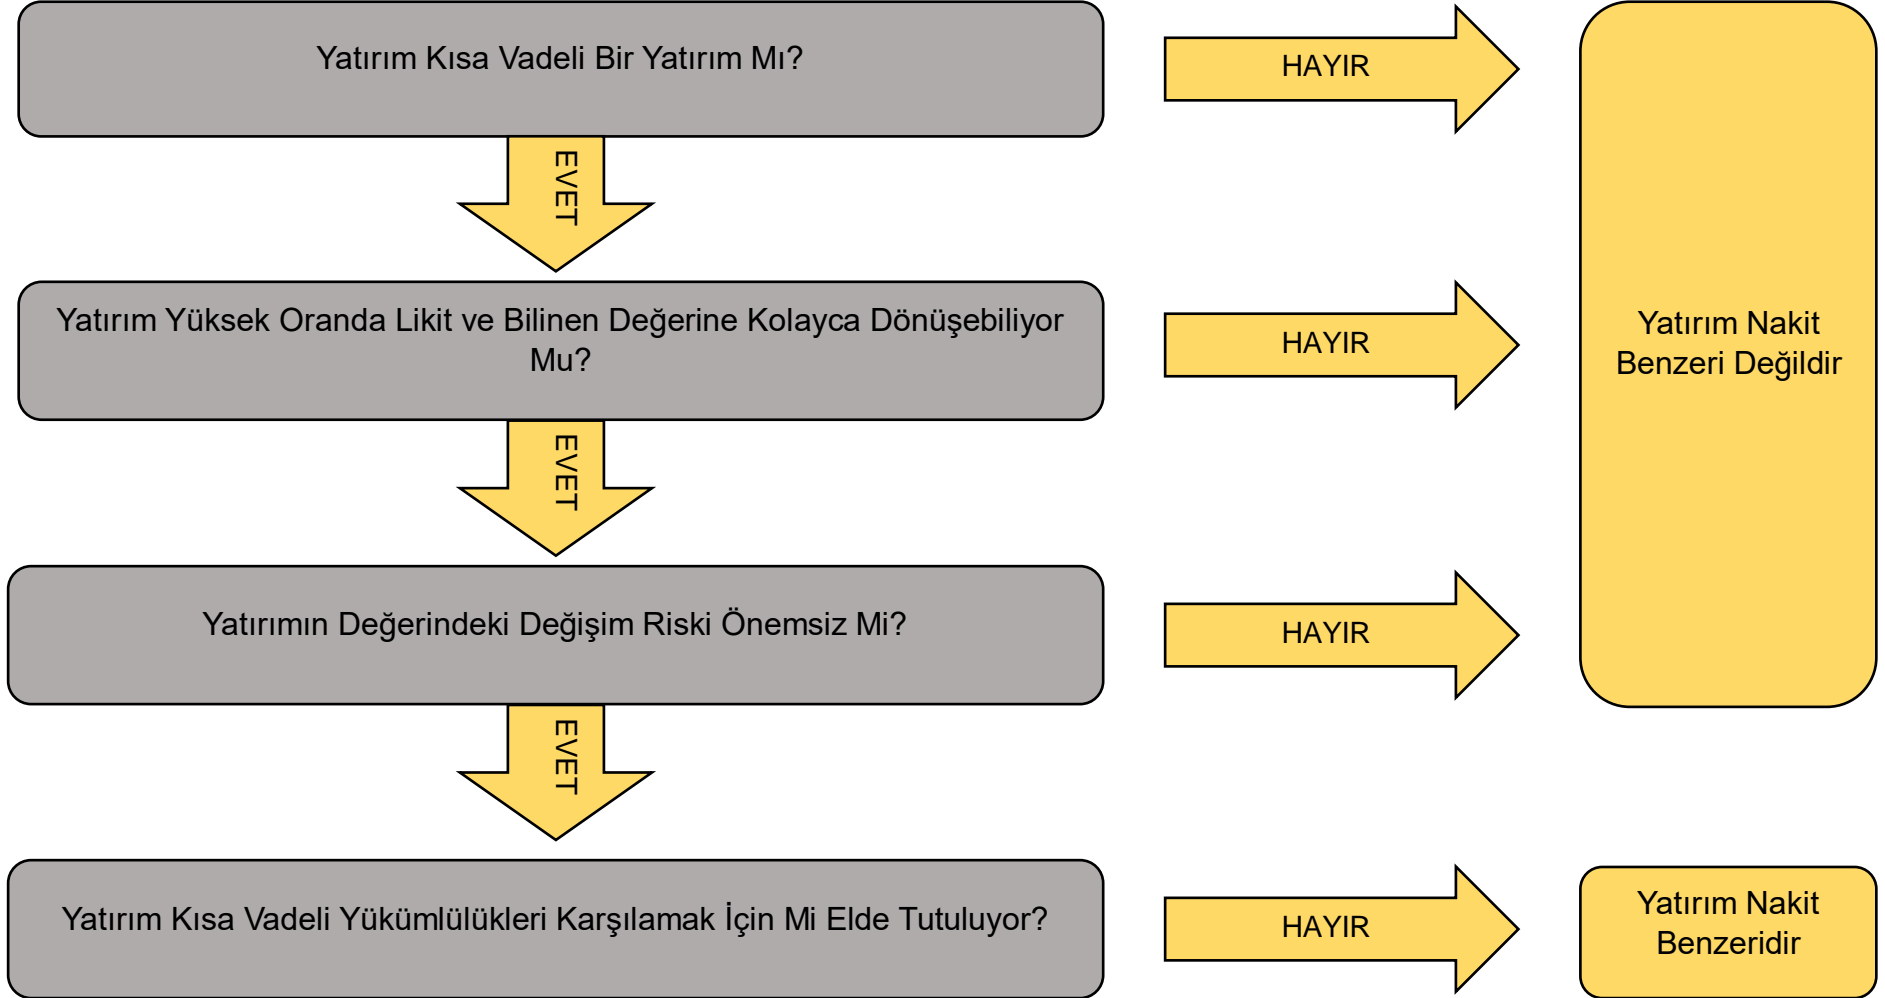 Yatırım Kısa Vadeli Bir Yatırım Mı?
HAYIR
EVET
Yatırım Yüksek Oranda Likit ve Bilinen Değerine Kolayca Dönüşebiliyor
Mu?
HAYIR
Yatırım Nakit
Benzeri Değildir
EVET
Yatırımın Değerindeki Değişim Riski Önemsiz Mi?
HAYIR
EVET
Yatırım Kısa Vadeli Yükümlülükleri Karşılamak İçin Mi Elde Tutuluyor?
HAYIR
Yatırım Nakit
Benzeridir